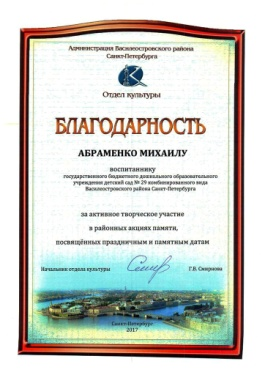 Администрация Василеостровского района
Санкт-Петербурга
Отдел культуры
БЛАГОДАРНОСТЬ
АБРАМЕНКО МИХАИЛУ
воспитаннику
государственного бюджетного дошкольного образовательного
учреждения детский сад № 29 комбинированного вида
Василеостровского района Санкт-Петербурга
за активное творческое участие
в районных акциях памяти,
посвящённых праздничным и памятным датам
Начальник отдела культуры Г.В. Смирнова
Санкт-Петербург
2017